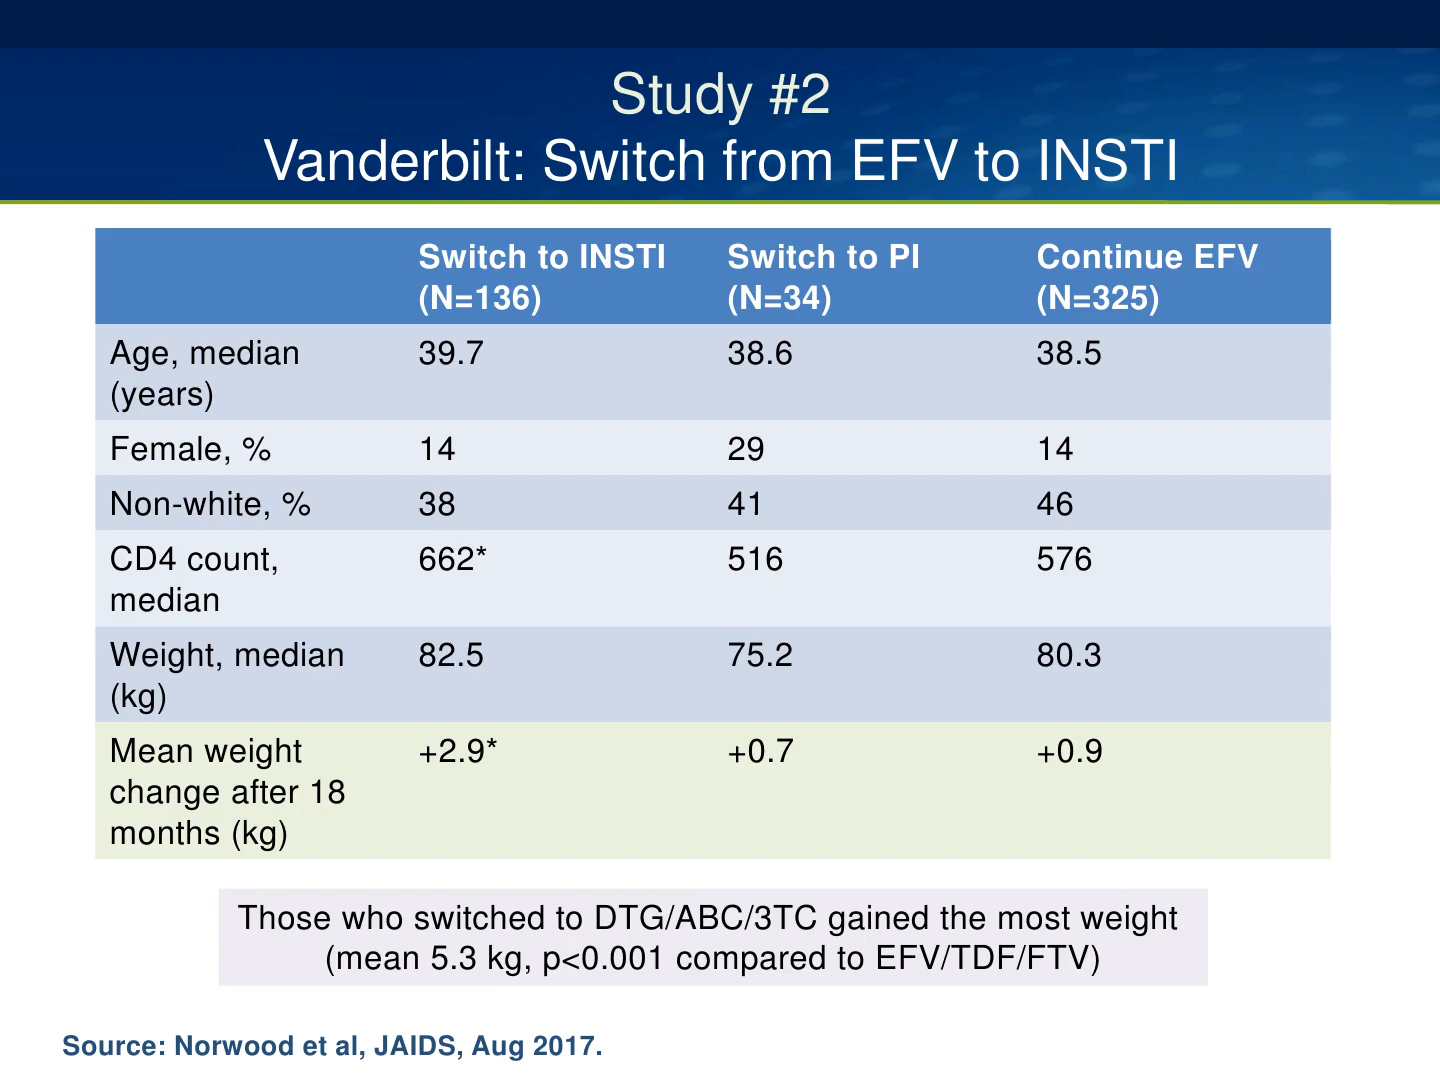 Study #2
Vanderbilt: Switch from EFV to INSTI
Switch to INSTI (N=136) Switch to PI (N=34) Continue EFV (N=325)
Age, median (years) 39.7 38.6 38.5
Female, % 14 29 14
Non-white, % 38 41 46
CD4 count, median 662* 516 576
Weight, median (kg) 82.5 75.2 80.3
Mean weight change after 18 months (kg) +2.9* +0.7 +0.9
Those who switched to DTG/ABC/3TC gained the most weight
(mean 5.3 kg, p<0.001 compared to EFV/TDF/FTV)
Source: Norwood et al, JAIDS, Aug 2017.